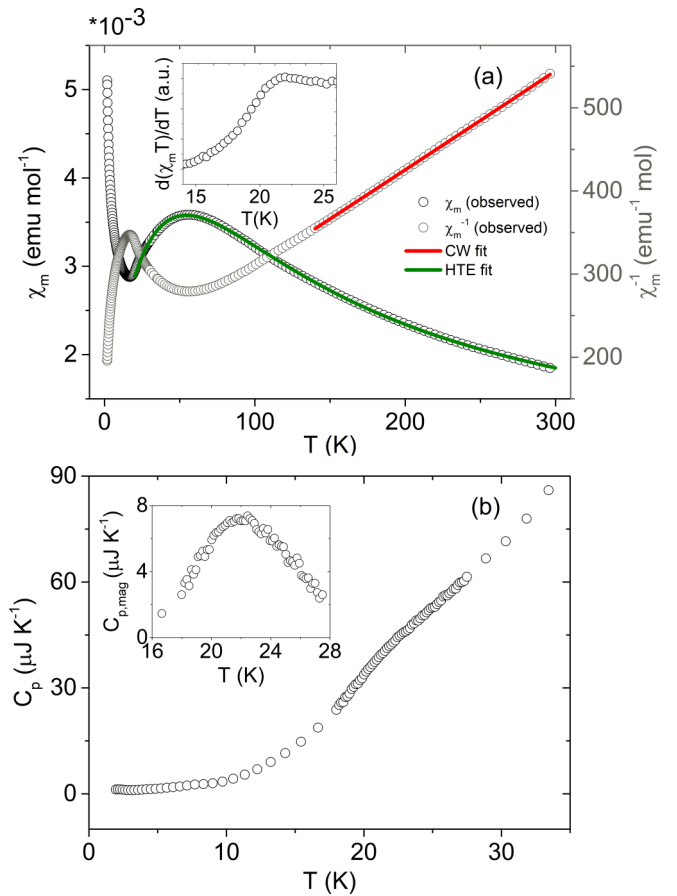 *10⁻³
(a)
5
4
3
2
χₘ (emu mol⁻¹)
d(χₘT)/dT (a.u.)
15 20 25
T(K)
500
400
300
200
χₘ⁻¹ (emu⁻¹ mol)
χₘ (observed)
χₘ⁻¹ (observed)
CW fit
HTE fit
0 100 200 300
T (K)
(b)
90
60
30
0
Cₚ (μJ K⁻¹)
8
4
0
Cₚ,ₘₐg (μJ K⁻¹)
16 20 24 28
T (K)
0 10 20 30
T (K)